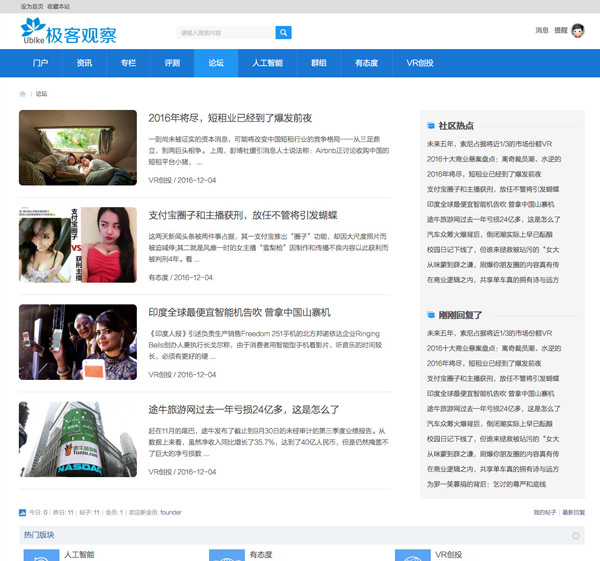 设为首页 收藏本站
Ubike 极客观察
请输入搜索内容
消息 提醒
门户 资讯 专栏 评测 论坛 人工智能 群组 有态度 VR创投
论坛
2016年将尽，短租业已经到了爆发前夜
一则尚未被证实的资本消息，可能将改变中国短租行业的竞争格局——从三足鼎
立，到两巨头相争。 上周，彭博社援引消息人士说法称：Airbnb正讨论收购中国的
短租平台小猪， ...
VR创投 / 2016-12-04
支付宝圈子和主播获刑，放任不管将引发蝴蝶
支付宝圈子 VS 获刑主播
这两天新闻头条被两件事占据，其一支付宝推出“圈子”功能，却因大尺度照片而
被迫喊停;其二就是风靡一时的女主播“雪梨枪”因制作和传播不良内容以此获刑而
被判刑4年。看 ...
有态度 / 2016-12-04
印度全球最便宜智能机告吹 曾拿中国山寨机
《印度人报》引述负责生产销售Freedom 251手机的北方邦诺依达企业Ringing
Bells创办人兼执行长戈尔称，由于消费者用智能型手机看影片、听音乐的时间较
长，必须有更好的硬 ...
VR创投 / 2016-12-04
途牛旅游网过去一年亏损24亿多，这是怎么了
途牛旅游网
Tuniu.com
NASDAQ
赶在11月的尾巴，途牛发布了截止到9月30日的未经审计的第三季度业绩报告。从
数据上来看，虽然净收入同比增长了35.7%，达到了40亿人民币，但是仍然掩盖不
了巨大的净亏损数 ...
VR创投 / 2016-12-04
社区热点
未来五年，索尼占据将近1/3的市场份额VR
2016十大商业悬案盘点：离奇裁员潮、水逆的
2016年将尽，短租业已经到了爆发前夜
支付宝圈子和主播获刑，放任不管将引发蝴蝶
印度全球最便宜智能机告吹 曾拿中国山寨机
途牛旅游网过去一年亏损24亿多，这是怎么了
汽车众筹火爆背后，倒闭潮实际上早已酝酿
校园日记下线了，但谁来拯救被玷污的“女大
从咪蒙到薛之谦，刷爆你朋友圈的内容真有传
在商业逻辑之内，共享单车真的拥有诗与远方
刚刚回复了
未来五年，索尼占据将近1/3的市场份额VR
2016十大商业悬案盘点：离奇裁员潮、水逆的
2016年将尽，短租业已经到了爆发前夜
支付宝圈子和主播获刑，放任不管将引发蝴蝶
印度全球最便宜智能机告吹 曾拿中国山寨机
途牛旅游网过去一年亏损24亿多，这是怎么了
汽车众筹火爆背后，倒闭潮实际上早已酝酿
校园日记下线了，但谁来拯救被玷污的“女大
从咪蒙到薛之谦，刷爆你朋友圈的内容真有传
在商业逻辑之内，共享单车真的拥有诗与远方
为罗一笑募捐的背后：乞讨的尊严和底线
今日: 0 | 昨日: 11 | 帖子: 11 | 会员: 1 | 欢迎新会员: founder
我的帖子 | 最新回复
热门版块
人工智能 有态度 VR创投